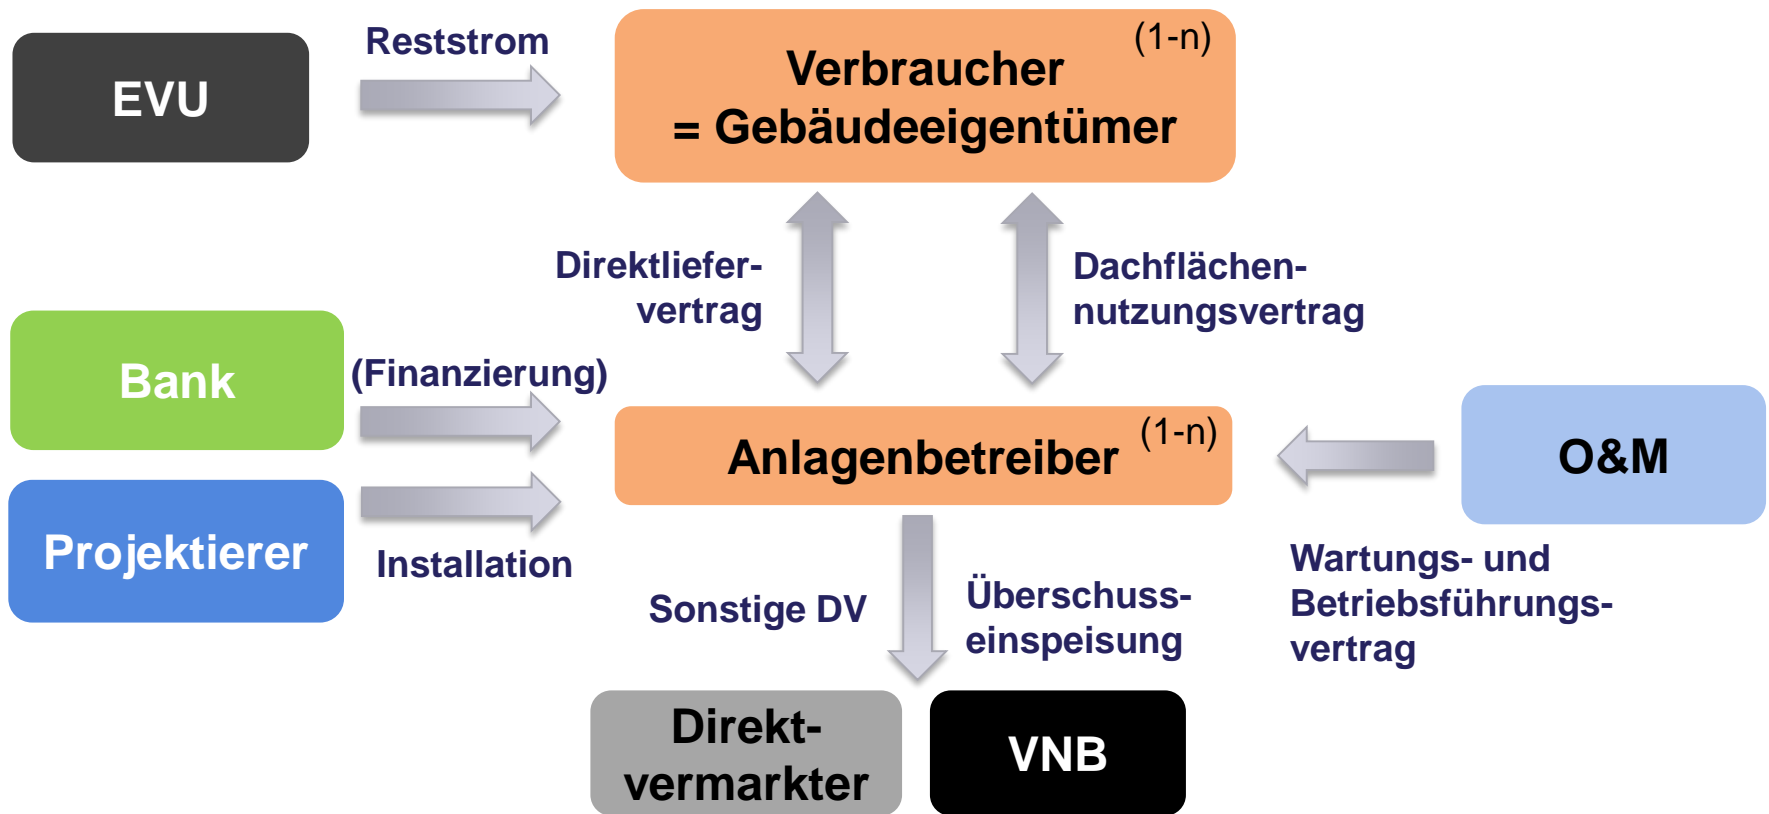 EVU
Reststrom
(1-n)
Verbraucher
= Gebäudeeigentümer
Direktliefer-
vertrag
Dachflächen-
nutzungsvertrag
Bank
(Finanzierung)
Anlagenbetreiber
(1-n)
O&M
Projektierer
Installation
Sonstige DV
Überschuss-
einspeisung
Wartungs- und
Betriebsführungs-
vertrag
Direkt-
vermarkter
VNB